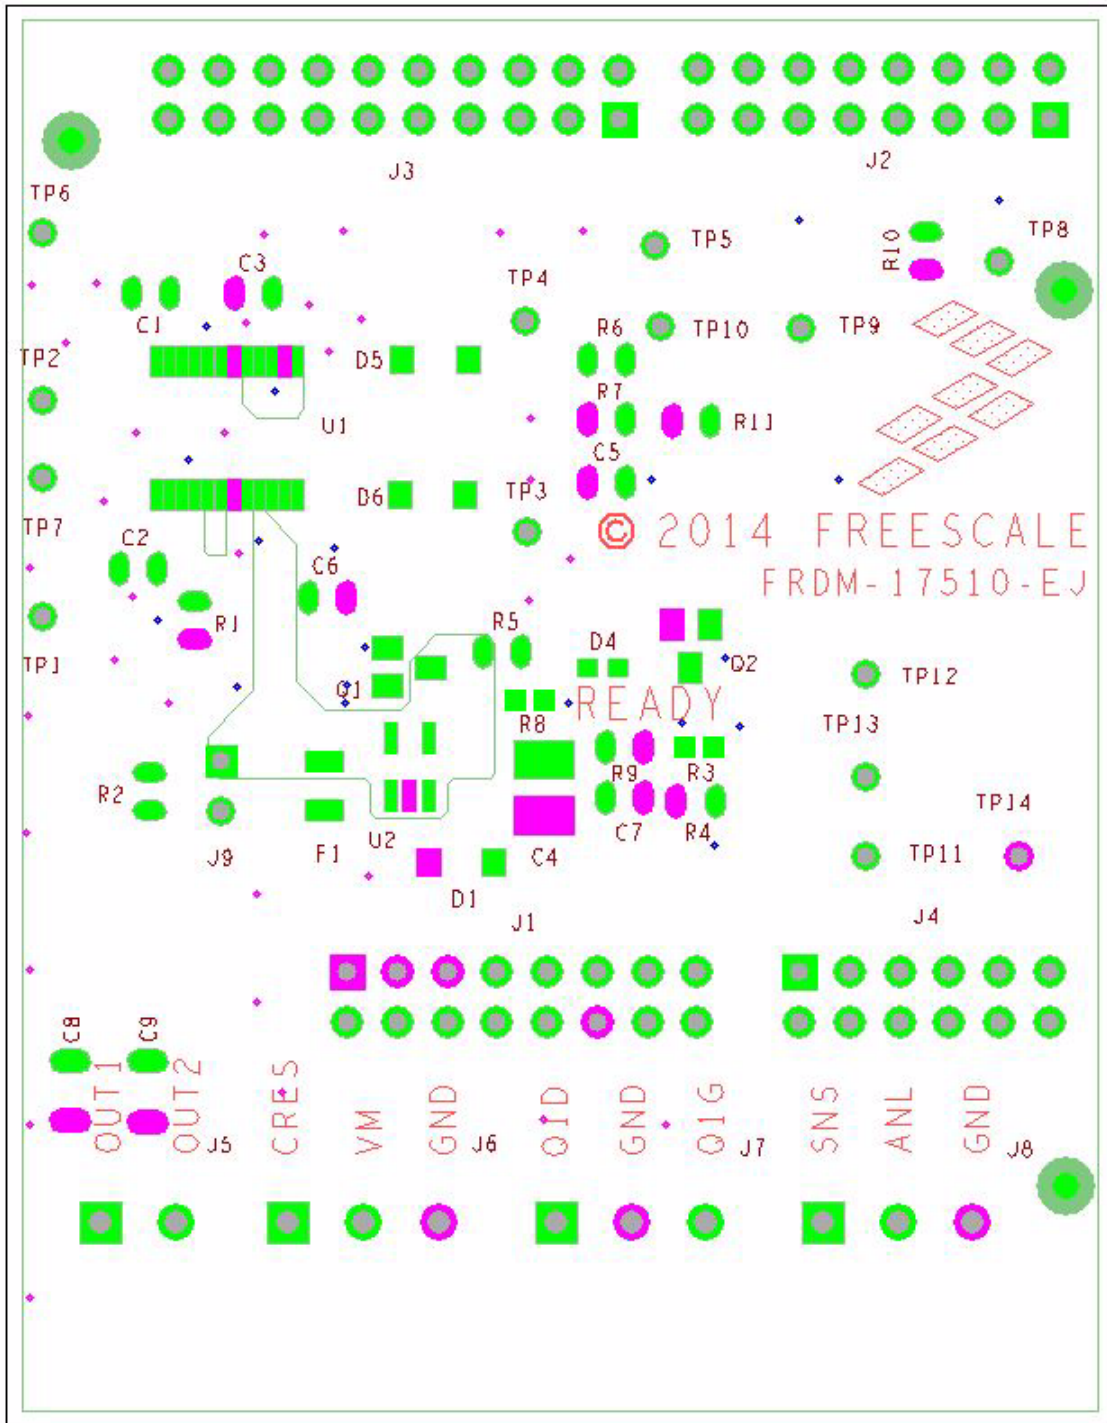 J3
J2
TP6
TP5
R10
TP8
C3
TP4
C1
TP10
TP9
R6
TP2
D5
R7
R11
U1
C5
D6
TP3
TP7
© 2014 FREESCALE
C2
C6
FRDM-17510-EJ
R1
R5
D4
TP1
Q1
Q2
TP12
READY
R8
TP13
R9
R3
R2
TP14
U2
C7
R4
J9
F1
C4
TP11
D1
J1
J4
C8
C9
OUT1
OUT2
J5
CRES
VM
GND
J6
Q1D
GND
Q1G
J7
SNS
ANL
GND
J8